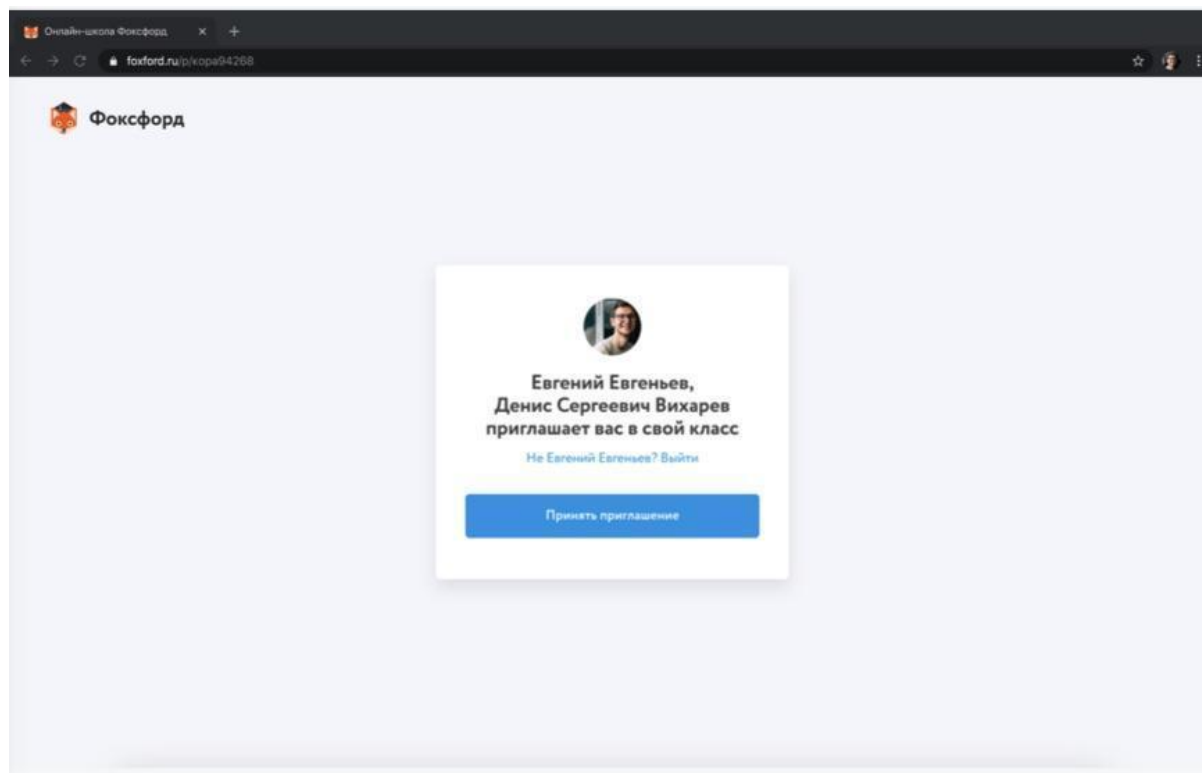 Онлайн-школа Фоксфорд
foxford.ru/p/kopa94268
Фоксфорд
Евгений Евгеньев,
Денис Сергеевич Вихарев
приглашает вас в свой класс
Не Евгений Евгеньев? Выйти
Принять приглашение